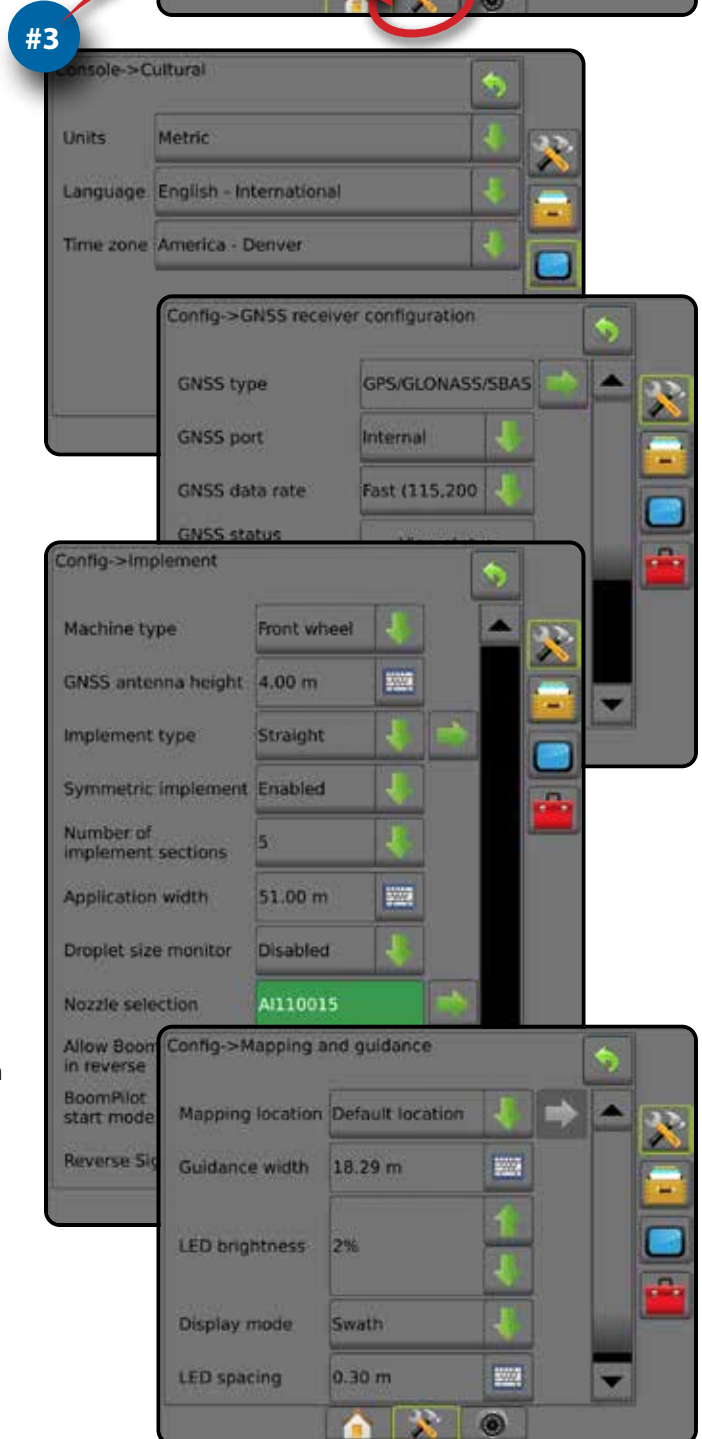 #3
Console->Cultural
Units Metric
Language English - International
Time zone America - Denver
Config->GNSS receiver configuration
GNSS type GPS/GLONASS/SBAS
GNSS port Internal
GNSS data rate Fast (115,200
GNSS status
Config->Implement
Machine type Front wheel
GNSS antenna height 4.00 m
Implement type Straight
Symmetric implement Enabled
Number of
implement sections 5
Application width 51.00 m
Droplet size monitor Disabled
Nozzle selection AI110015
Allow Boom
in reverse
BoomPilot
start mode
Reverse Sig
Config->Mapping and guidance
Mapping location Default location
Guidance width 18.29 m
LED brightness 2%
Display mode Swath
LED spacing 0.30 m